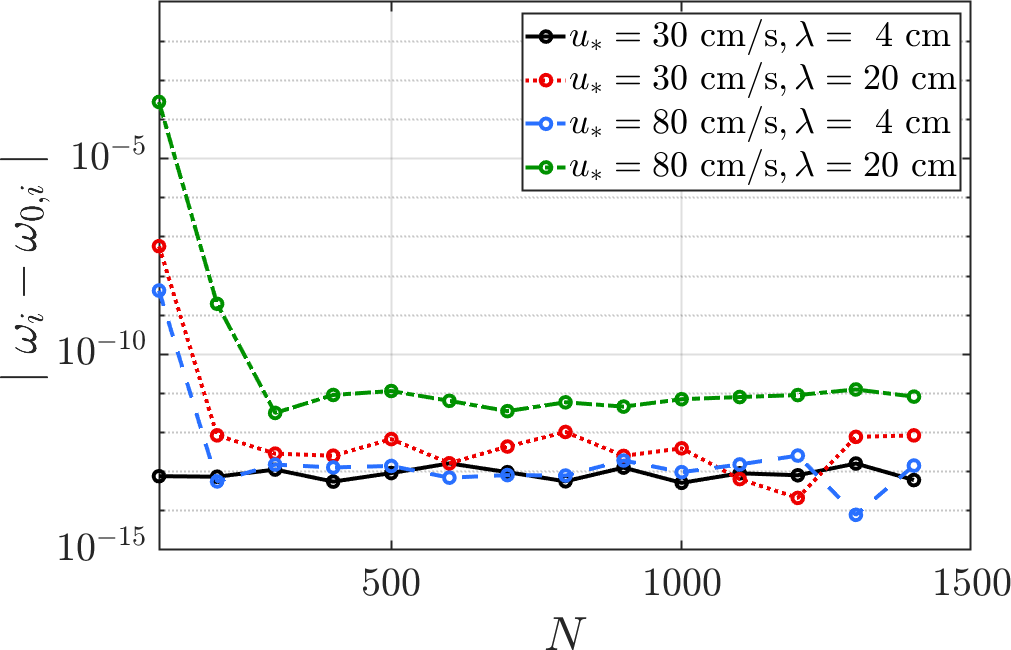 u∗ = 30 cm/s, λ = 4 cm
u∗ = 30 cm/s, λ = 20 cm
u∗ = 80 cm/s, λ = 4 cm
u∗ = 80 cm/s, λ = 20 cm
| ωi − ω0,i |
10−5
10−10
10−15
500 1000 1500
N